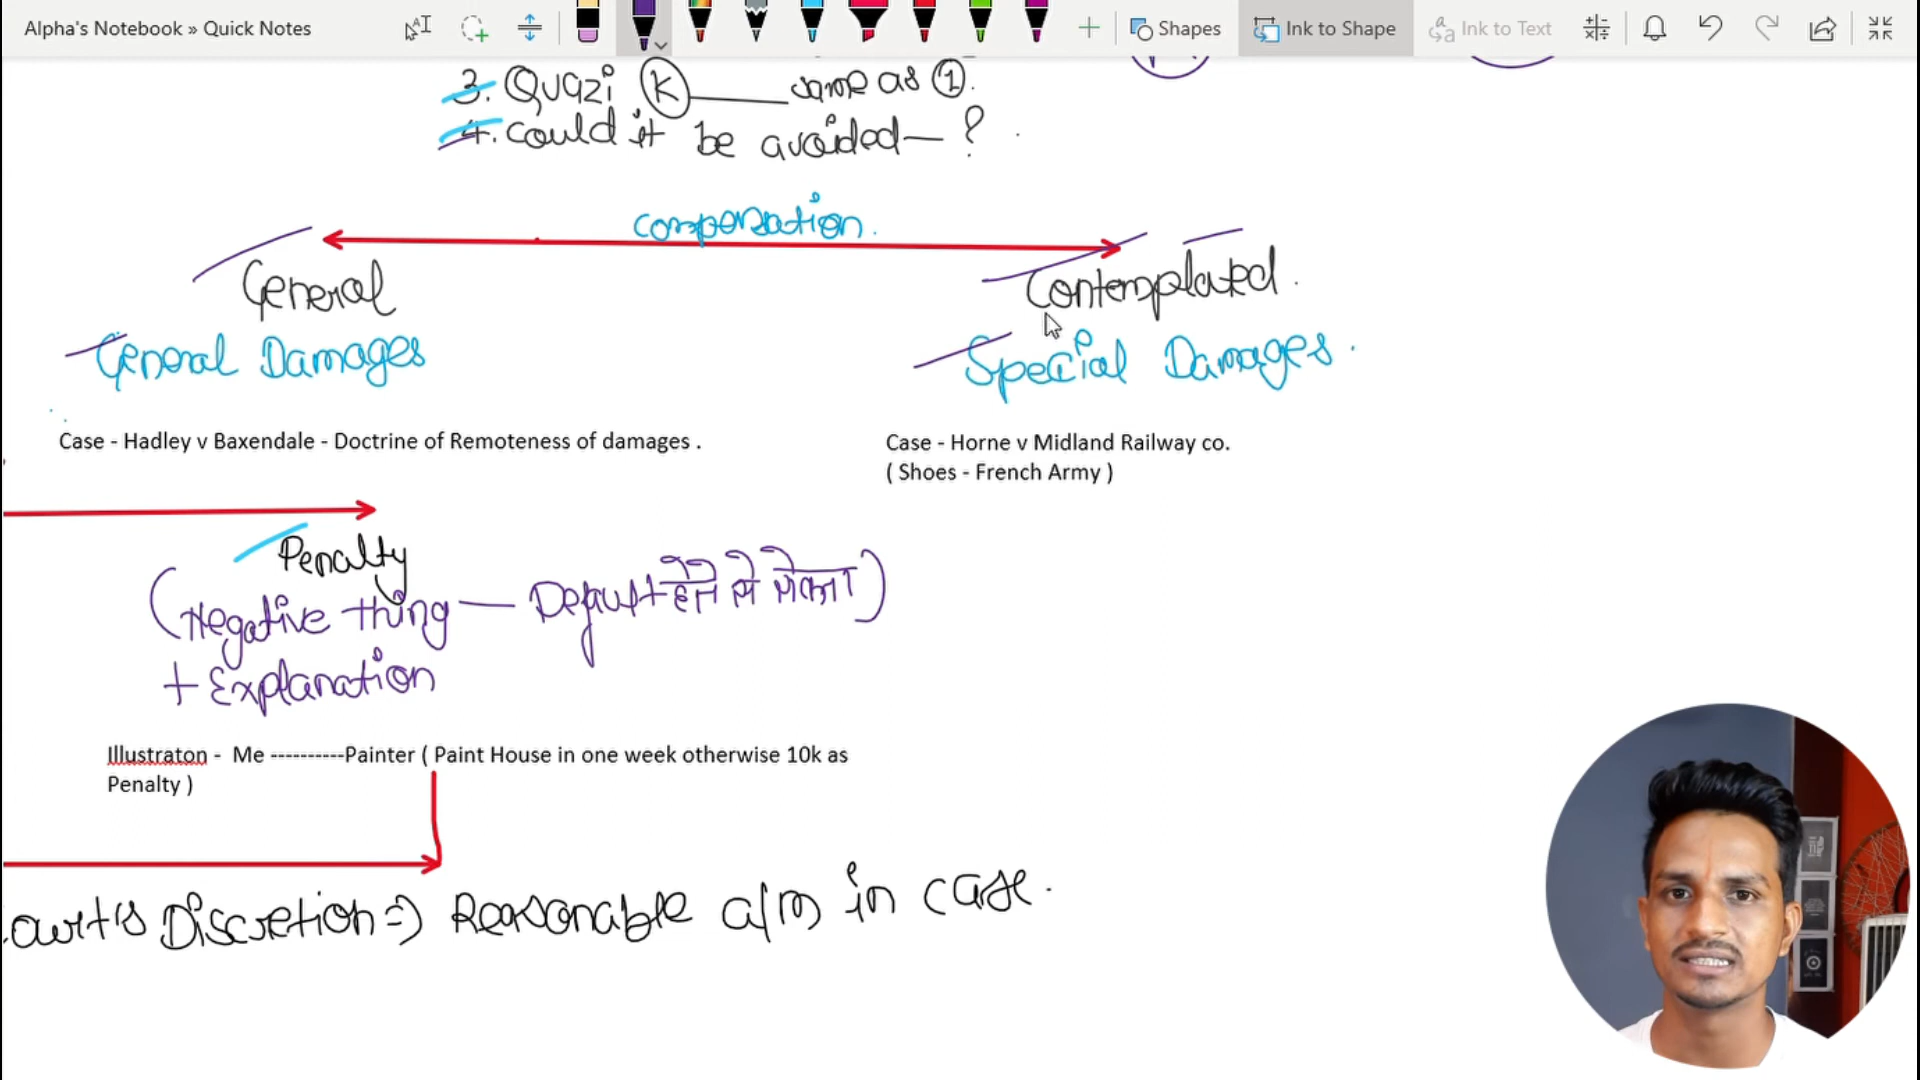 Alpha's Notebook » Quick Notes
Shapes
Ink to Shape
Ink to Text
3. Quazi K ____ same as 1.
4. could it be avoided — ?
compensation.
General
Contemplated.
General Damages
Special Damages.
Case - Hadley v Baxendale - Doctrine of Remoteness of damages .
Case - Horne v Midland Railway co.
( Shoes - French Army )
Penalty
(Negative thing — Default से रोकना)
+ Explanation
Illustraton - Me ----------Painter ( Paint House in one week otherwise 10k as
Penalty )
Discretion => Reasonable a/m in case.